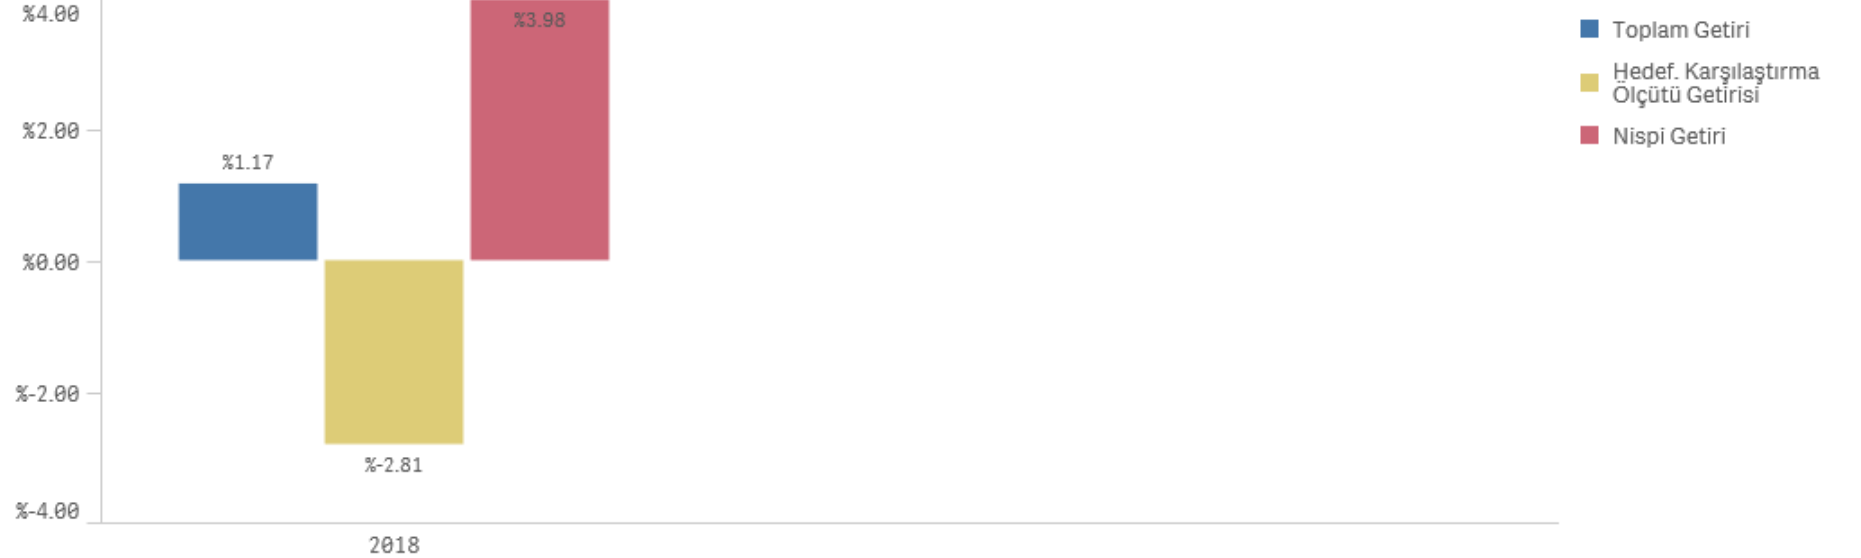 %4.00
%2.00
%0.00
%-2.00
%-4.00
%1.17
%-2.81
%3.98
2018
Toplam Getiri
Hedef. Karşılaştırma
Ölçütü Getirisi
Nispi Getiri